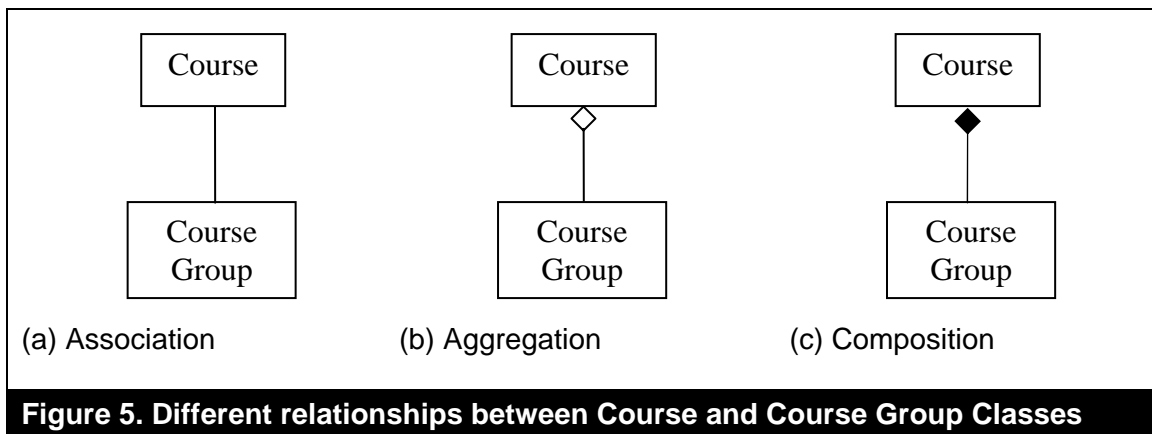 Course
Course
Group
(a) Association
Course
Course
Group
(b) Aggregation
Course
Course
Group
(c) Composition
Figure 5. Different relationships between Course and Course Group Classes